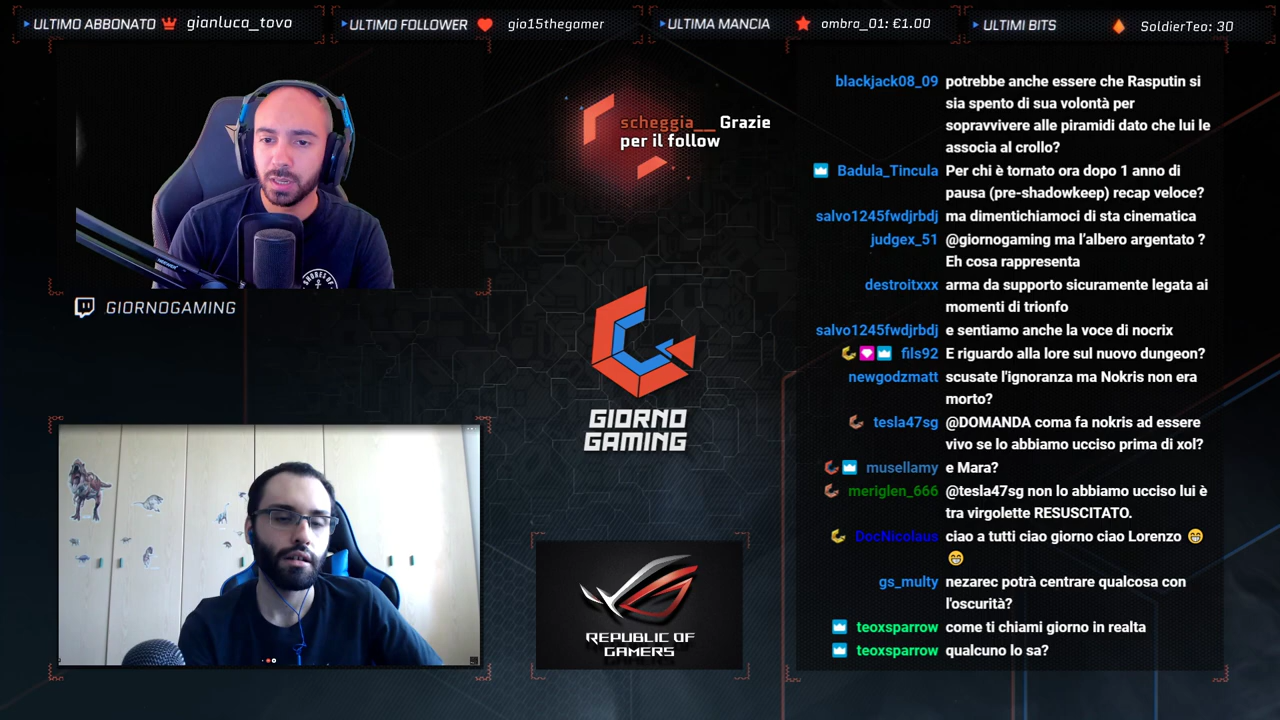 ULTIMO ABBONATO gianluca_tovo
ULTIMO FOLLOWER gio15thegamer
ULTIMA MANCIA ombra_01: €1.00
ULTIMI BITS SoldierTea: 30
scheggia__ Grazie
per il follow
GIORNOGAMING
GIORNO
GAMING
REPUBLIC OF
GAMERS
blackjack08_09 potrebbe anche essere che Rasputin si
sia spento di sua volontà per
sopravvivere alle piramidi dato che lui le
associa al crollo?
Badula_Tincula Per chi è tornato ora dopo 1 anno di
pausa (pre-shadowkeep) recap veloce?
salvo1245fwdjrbdj ma dimentichiamoci di sta cinematica
judgex_51 @giornogaming ma l'albero argentato ?
Eh cosa rappresenta
destroitxxx arma da supporto sicuramente legata ai
momenti di trionfo
salvo1245fwdjrbdj e sentiamo anche la voce di nocrix
fils92 E riguardo alla lore sul nuovo dungeon?
newgodzmatt scusate l'ignoranza ma Nokris non era
morto?
tesla47sg @DOMANDA coma fa nokris ad essere
vivo se lo abbiamo ucciso prima di xol?
musellamy e Mara?
meriglen_666 @tesla47sg non lo abbiamo ucciso lui è
tra virgolette RESUSCITATO.
DocNicolaus ciao a tutti ciao giorno ciao Lorenzo 😁
😁
gs_multy nezarec potrà centrare qualcosa con
l'oscurità?
teoxsparrow come ti chiami giorno in realta
teoxsparrow qualcuno lo sa?